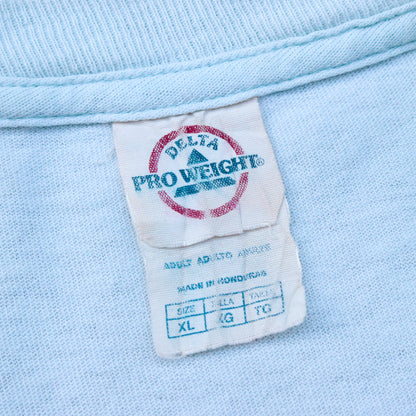 DELTA
PRO WEIGHT®
ADULT ADULTO ADULTE
MADE IN HONDURAS
SIZE TALLA TAILLE
XL XG TG